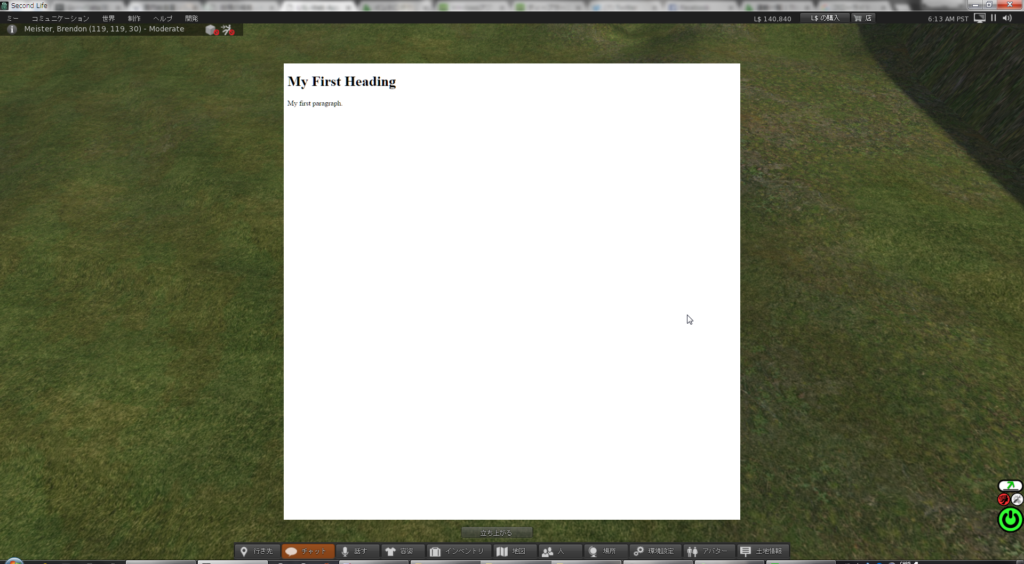 Second Life
ミー コミュニケーション 世界 制作 ヘルプ 開発
L$ 140,840 L$ の購入 店 6:13 AM PST
Meister, Brendon (119, 119, 30) - Moderate
My First Heading
My first paragraph.
立ち上がる
行き先 チャット 話す 容姿 インベントリ 地図 人 場所 環境設定 アバター 土地情報